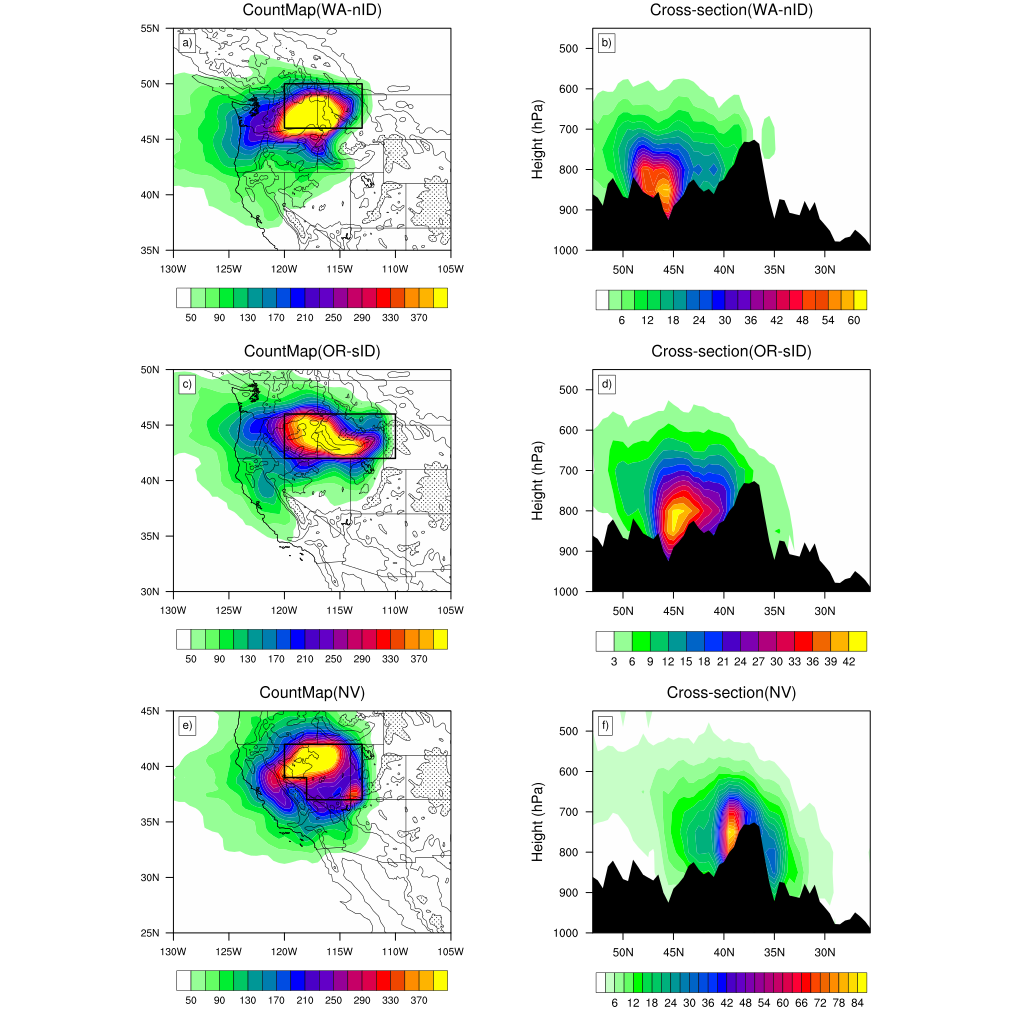 CountMap(WA-nID)
a)
55N
50N
45N
40N
35N
130W 125W 120W 115W 110W 105W
50 90 130 170 210 250 290 330 370
Cross-section(WA-nID)
b)
Height (hPa)
500
600
700
800
900
1000
50N 45N 40N 35N 30N
6 12 18 24 30 36 42 48 54 60
CountMap(OR-sID)
c)
50N
45N
40N
35N
30N
130W 125W 120W 115W 110W 105W
50 90 130 170 210 250 290 330 370
Cross-section(OR-sID)
d)
Height (hPa)
500
600
700
800
900
1000
50N 45N 40N 35N 30N
3 6 9 12 15 18 21 24 27 30 33 36 39 42
CountMap(NV)
e)
45N
40N
35N
30N
25N
130W 125W 120W 115W 110W 105W
50 90 130 170 210 250 290 330 370
Cross-section(NV)
f)
Height (hPa)
500
600
700
800
900
1000
50N 45N 40N 35N 30N
6 12 18 24 30 36 42 48 54 60 66 72 78 84